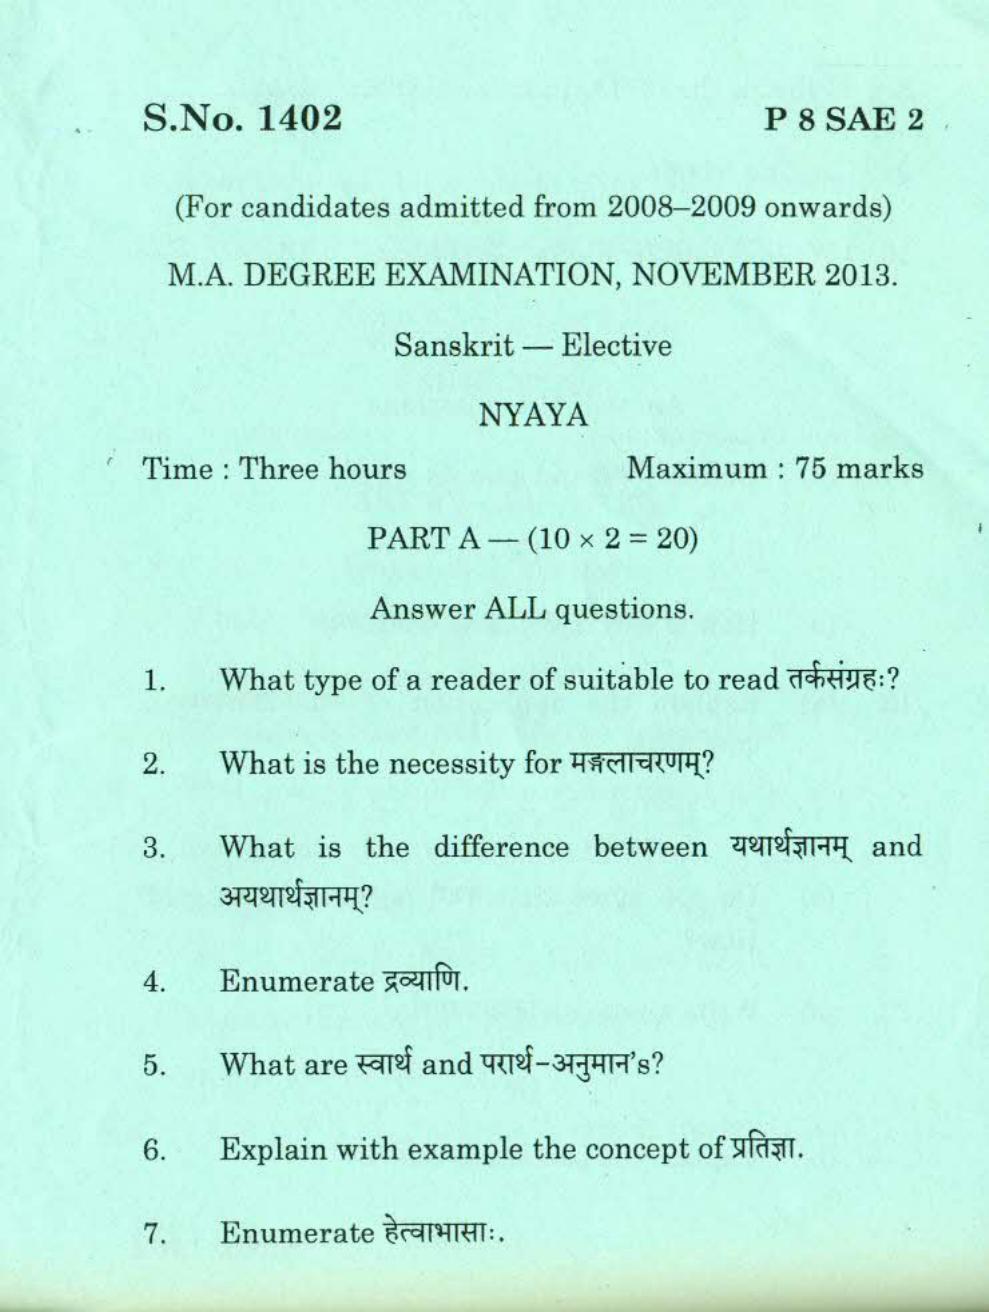 S.No. 1402 P 8 SAE 2
(For candidates admitted from 2008–2009 onwards)
M.A. DEGREE EXAMINATION, NOVEMBER 2013.
Sanskrit — Elective
NYAYA
Time : Three hours Maximum : 75 marks
PART A — (10 × 2 = 20)
Answer ALL questions.
1. What type of a reader of suitable to read तर्कसंग्रहः?
2. What is the necessity for मङ्गलाचरणम्?
3. What is the difference between यथार्थज्ञानम् and
अयथार्थज्ञानम्?
4. Enumerate द्रव्याणि.
5. What are स्वार्थ and परार्थ-अनुमान's?
6. Explain with example the concept of प्रतिज्ञा.
7. Enumerate हेत्वाभासाः.